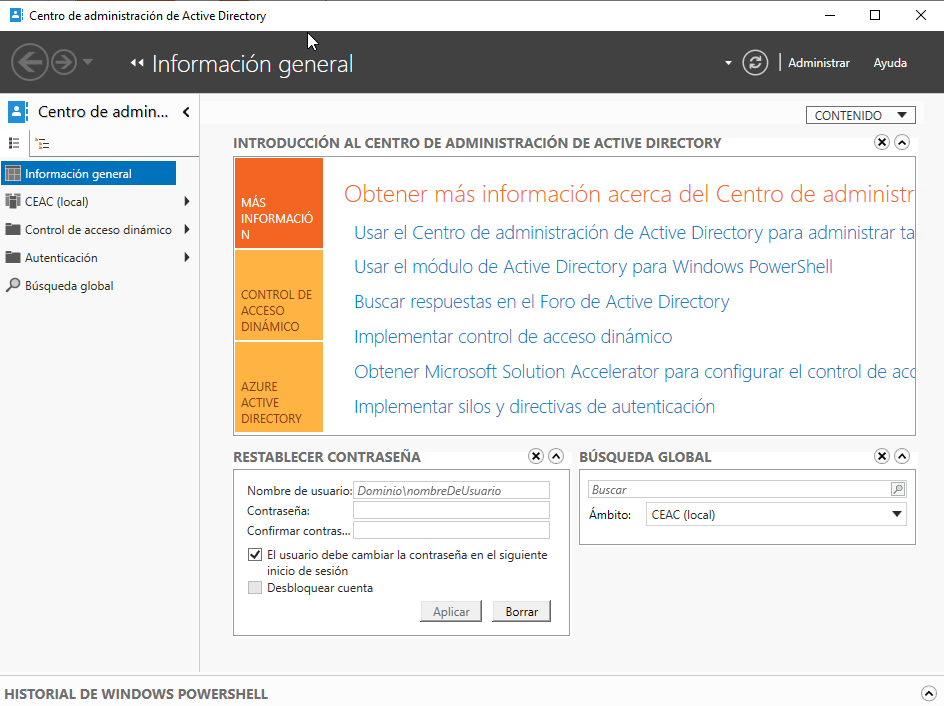 Centro de administración de Active Directory
Información general
Administrar
Ayuda
Centro de admin...
Información general
CEAC (local)
Control de acceso dinámico
Autenticación
Búsqueda global
CONTENIDO
INTRODUCCIÓN AL CENTRO DE ADMINISTRACIÓN DE ACTIVE DIRECTORY
MÁS
INFORMACIÓ
N
CONTROL DE
ACCESO
DINÁMICO
AZURE
ACTIVE
DIRECTORY
Obtener más información acerca del Centro de administr
Usar el Centro de administración de Active Directory para administrar ta
Usar el módulo de Active Directory para Windows PowerShell
Buscar respuestas en el Foro de Active Directory
Implementar control de acceso dinámico
Obtener Microsoft Solution Accelerator para configurar el control de acc
Implementar silos y directivas de autenticación
RESTABLECER CONTRASEÑA
Nombre de usuario: Dominio\nombreDeUsuario
Contraseña:
Confirmar contras...
El usuario debe cambiar la contraseña en el siguiente
inicio de sesión
Desbloquear cuenta
Aplicar
Borrar
BÚSQUEDA GLOBAL
Buscar
Ámbito: CEAC (local)
HISTORIAL DE WINDOWS POWERSHELL